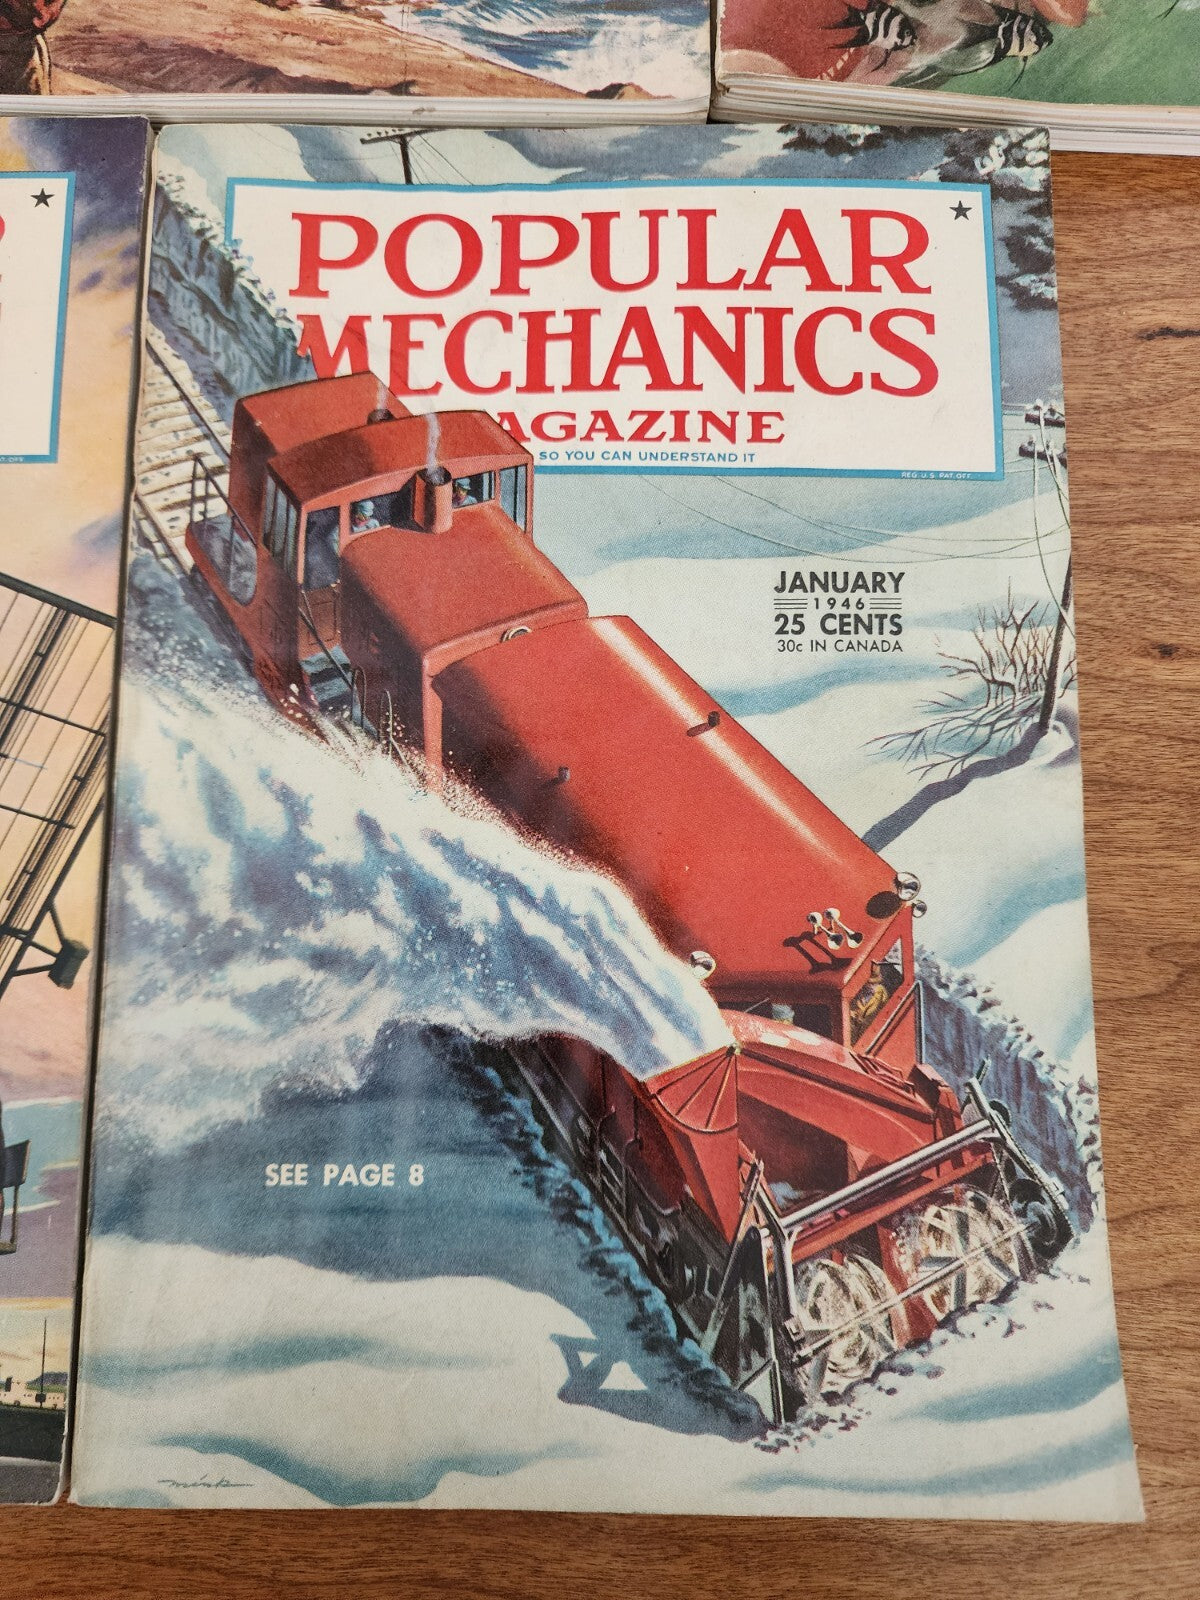 POPULAR
MECHANICS
MAGAZINE
SO YOU CAN UNDERSTAND IT
REG. U.S. PAT. OFF.
JANUARY
1946
25 CENTS
30c IN CANADA
SEE PAGE 8
T. OFF.